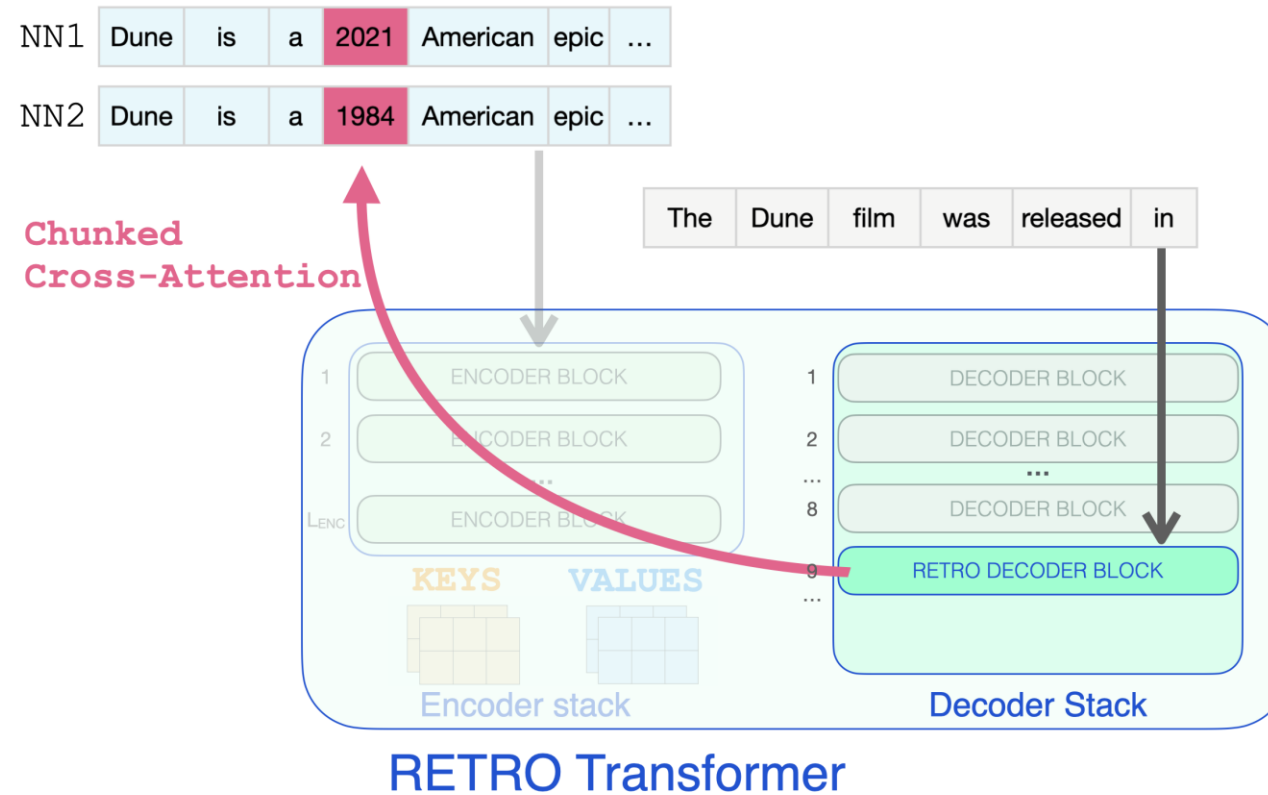 NN1 Dune is a 2021 American epic ...
NN2 Dune is a 1984 American epic ...
The Dune film was released in
Chunked
Cross-Attention
1 ENCODER BLOCK
2 ENCODER BLOCK
...
LENC ENCODER BLOCK
KEYS VALUES
Encoder stack
1 DECODER BLOCK
2 DECODER BLOCK
... ...
8 DECODER BLOCK
9 RETRO DECODER BLOCK
...
Decoder Stack
RETRO Transformer